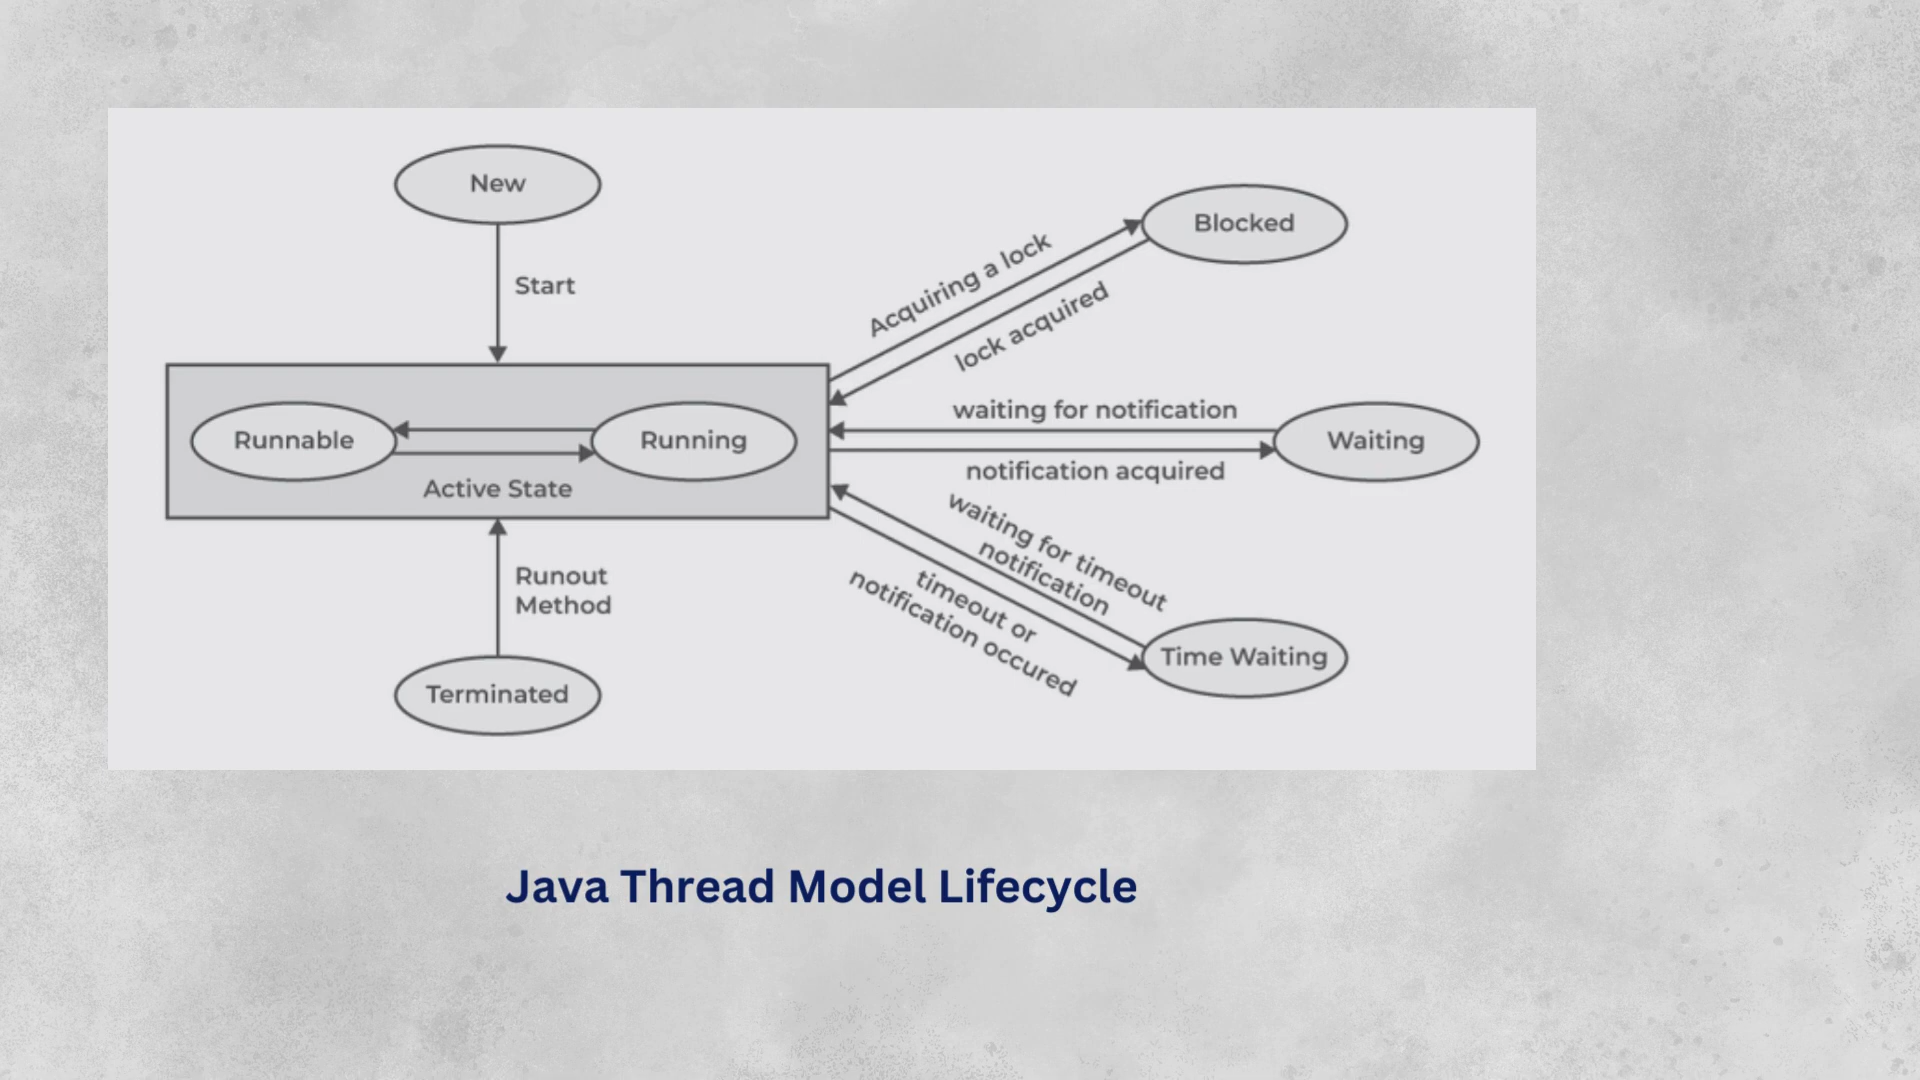 New
Blocked
Start
Acquiring a lock
lock acquired
Runnable
Running
Active State
waiting for notification
notification acquired
Waiting
waiting for timeout
notification
timeout or
notification occured
Runout
Method
Time Waiting
Terminated
Java Thread Model Lifecycle